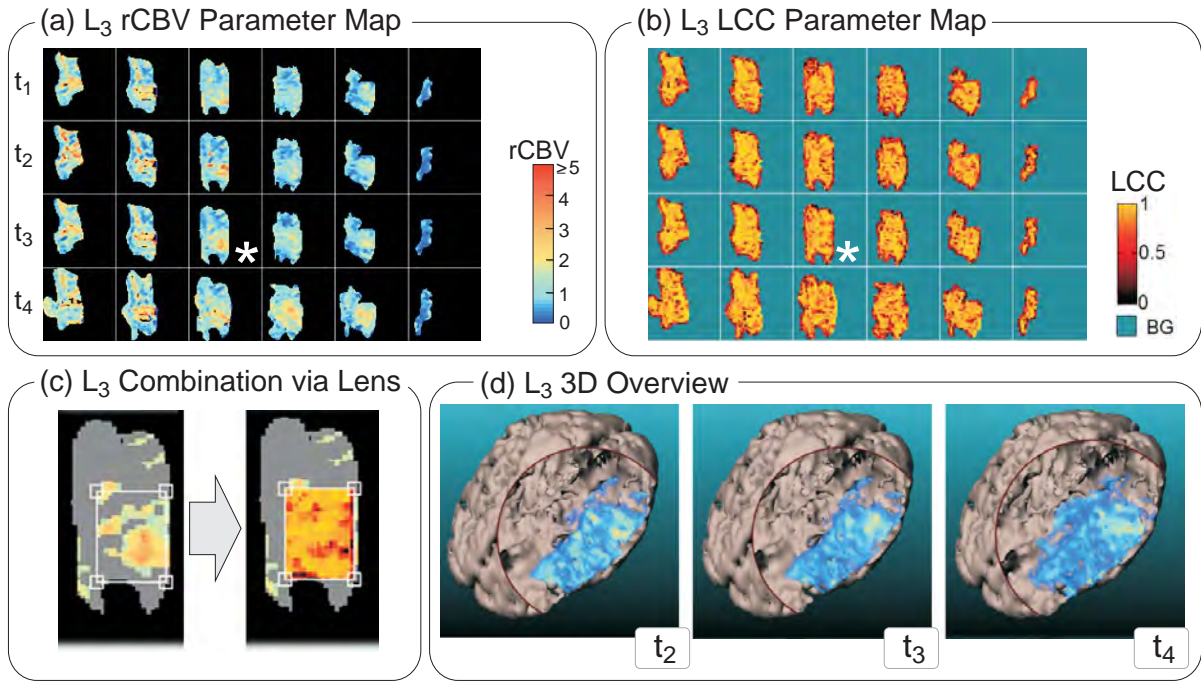 (a) L₃ rCBV Parameter Map
t₁
t₂
t₃
t₄
*
rCBV
≥5
4
3
2
1
0
(b) L₃ LCC Parameter Map
*
LCC
1
0.5
0
BG
(c) L₃ Combination via Lens
(d) L₃ 3D Overview
t₂
t₃
t₄